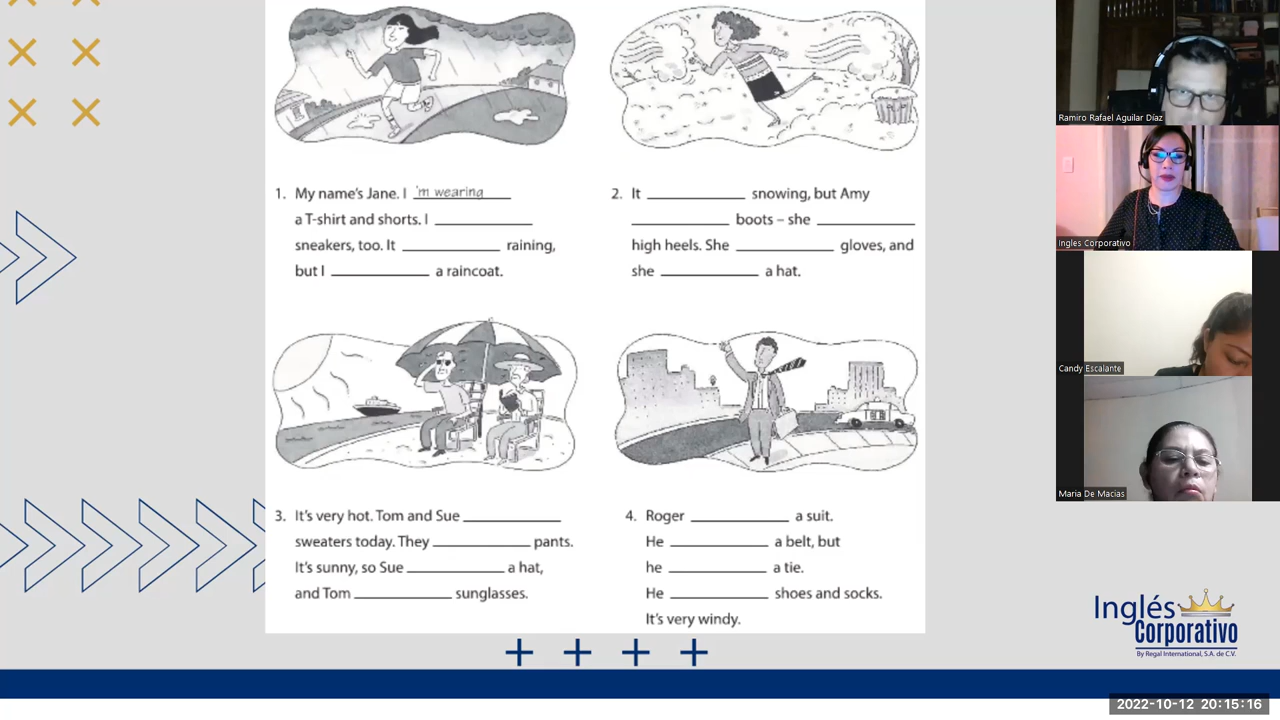 1. My name's Jane. I 'm wearing
a T-shirt and shorts. I
sneakers, too. It raining,
but I a raincoat.
2. It snowing, but Amy
boots – she
high heels. She gloves, and
she a hat.
3. It's very hot. Tom and Sue
sweaters today. They pants.
It's sunny, so Sue a hat,
and Tom sunglasses.
4. Roger a suit.
He a belt, but
he a tie.
He shoes and socks.
It's very windy.
Ramiro Rafael Aguilar Díaz
Ingles Corporativo
Candy Escalante
Maria De Macias
Inglés
Corporativo
By Regal International, S.A. de C.V.
2022-10-12 20:15:16